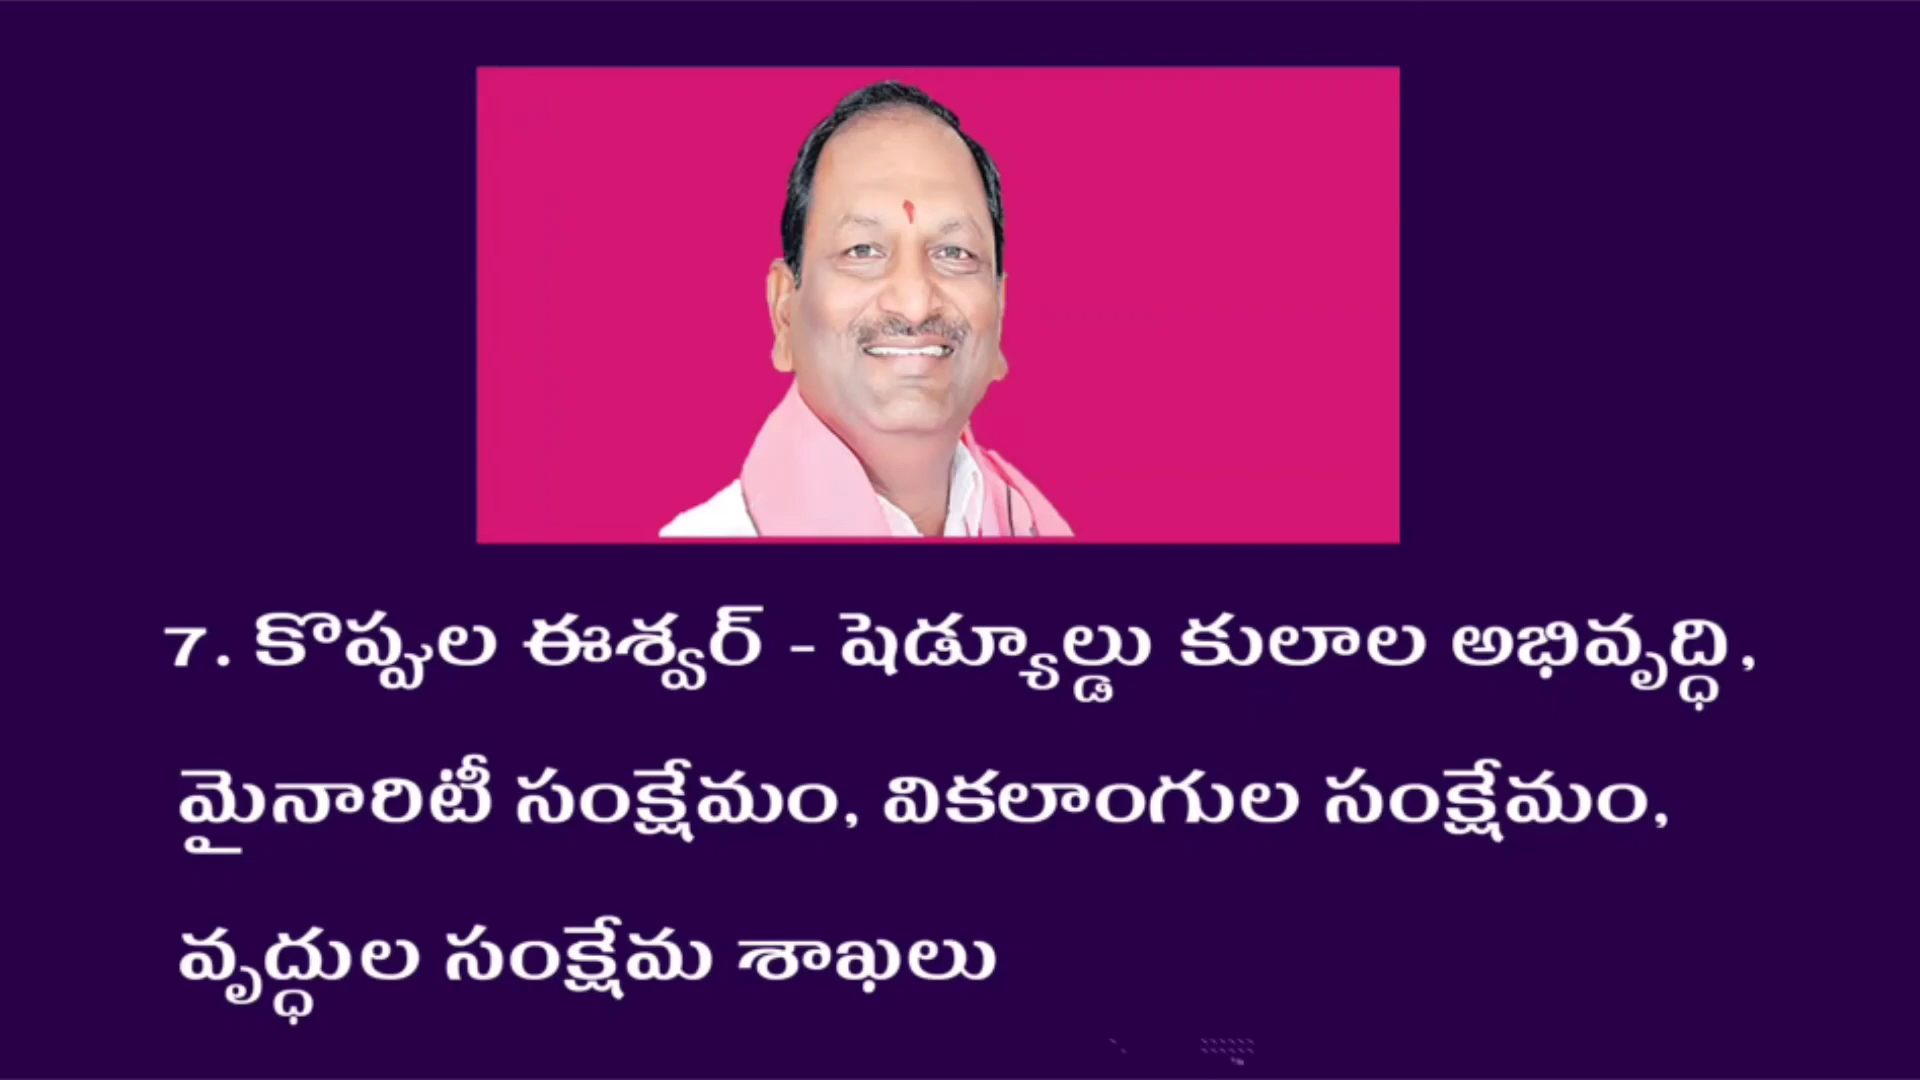 7. కొప్పుల ఈశ్వర్ - షెడ్యూల్డు కులాల అభివృద్ధి,
మైనారిటీ సంక్షేమం, వికలాంగుల సంక్షేమం,
వృద్ధుల సంక్షేమ శాఖలు